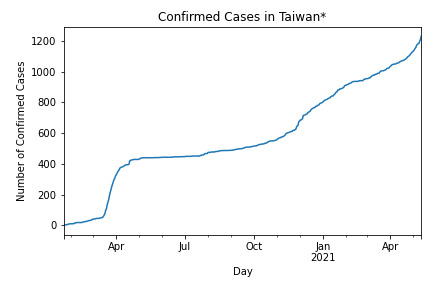 Confirmed Cases in Taiwan*
Number of Confirmed Cases
1200
1000
800
600
400
200
0
Apr Jul Oct Jan Apr
2021
Day